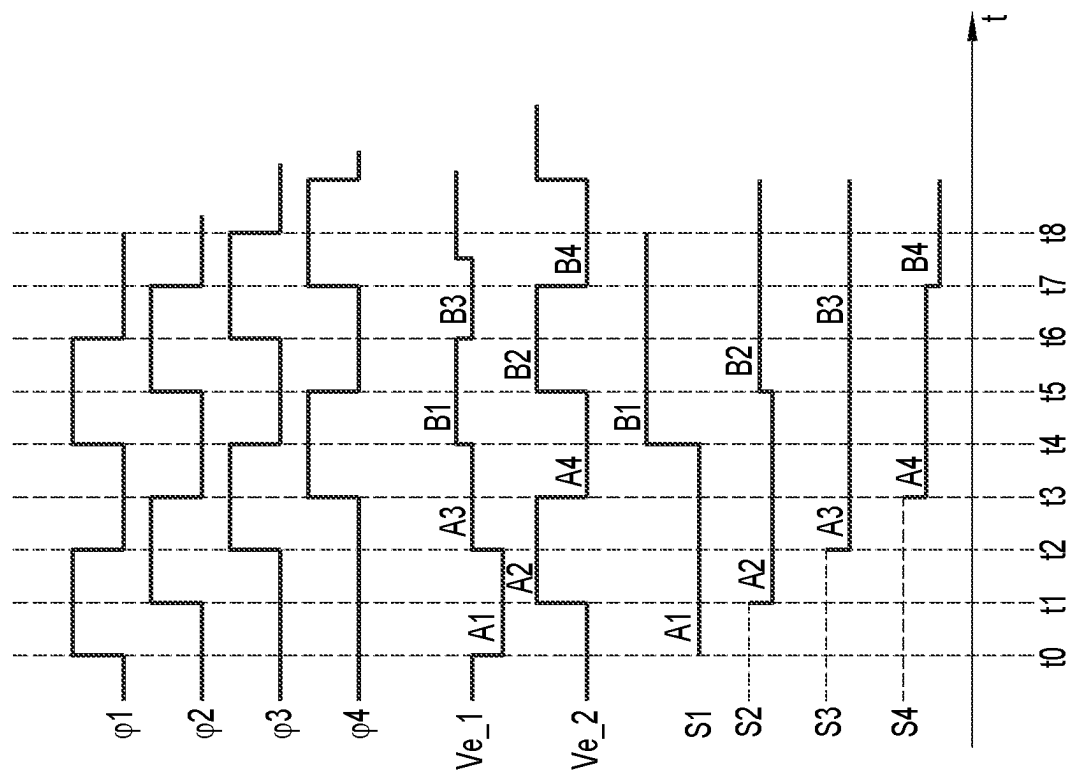 φ1
φ2
φ3
φ4
Ve_1 A1 A3 B1 B3
Ve_2 A2 A4 B2 B4
S1 A1 B1
S2 A2 B2
S3 A3 B3
S4 A4 B4
t0 t1 t2 t3 t4 t5 t6 t7 t8
t